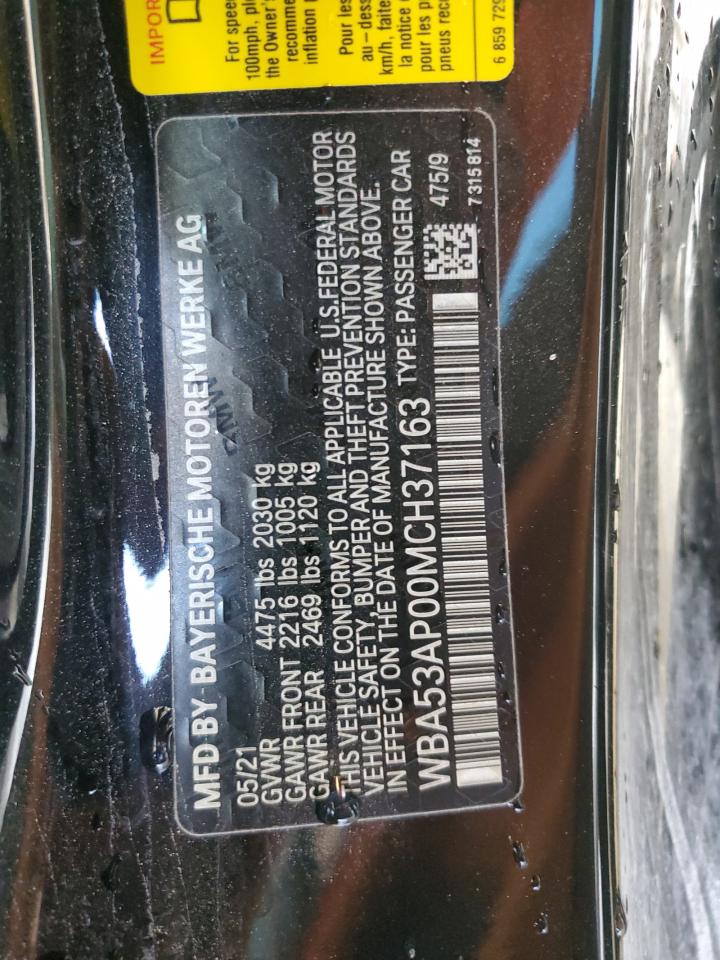 IMPOR
For spee
100mph, ple
the Owner's
recomme
inflation
Pour les
au - dess
km/h, faite
la notice
pour les p
pneus reco
6 859 729
MFD BY BAYERISCHE MOTOREN WERKE AG
05/21
GVWR 4475 lbs 2030 kg
GAWR FRONT 2216 lbs 1005 kg
GAWR REAR 2469 lbs 1120 kg
THIS VEHICLE CONFORMS TO ALL APPLICABLE U.S. FEDERAL MOTOR
VEHICLE SAFETY, BUMPER AND THEFT PREVENTION STANDARDS
IN EFFECT ON THE DATE OF MANUFACTURE SHOWN ABOVE.
WBA53AP00MCH37163 TYPE: PASSENGER CAR
475/9
7 315 814